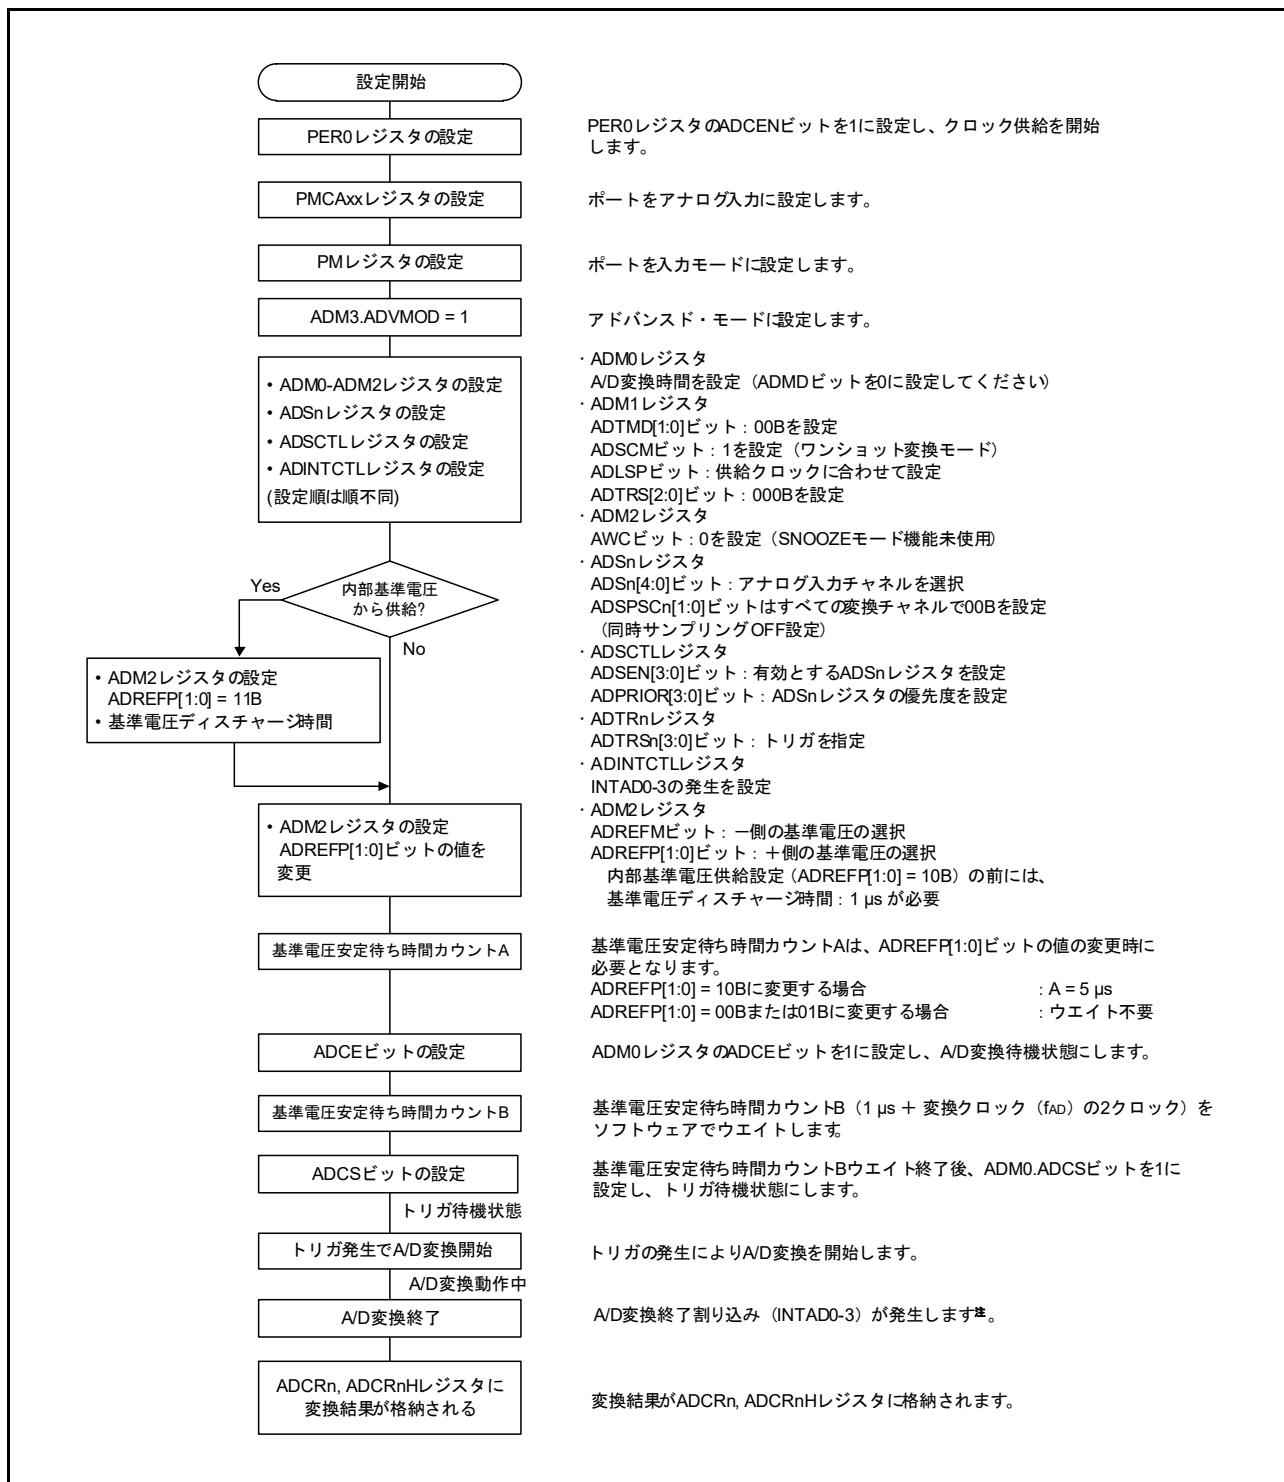 設定開始
PER0レジスタの設定
PER0レジスタのADCENビットを1に設定し、クロック供給を開始
します。
PMCAxxレジスタの設定
ポートをアナログ入力に設定します。
PMレジスタの設定
ポートを入力モードに設定します。
ADM3.ADVMOD = 1
アドバンスド・モードに設定します。
• ADM0-ADM2レジスタの設定
• ADSnレジスタの設定
• ADSCTLレジスタの設定
• ADINTCTLレジスタの設定
(設定順は順不同)
・ADM0レジスタ
A/D変換時間を設定（ADMDビットを0に設定してください）
・ADM1レジスタ
ADTMD[1:0]ビット：00Bを設定
ADSCMビット：1を設定（ワンショット変換モード）
ADLSPビット：供給クロックに合わせて設定
ADTRS[2:0]ビット：000Bを設定
・ADM2レジスタ
AWCビット：0を設定（SNOOZEモード機能未使用）
・ADSnレジスタ
ADSn[4:0]ビット：アナログ入力チャネルを選択
ADSPSCn[1:0]ビットはすべての変換チャネルで00Bを設定
（同時サンプリングOFF設定）
・ADSCTLレジスタ
ADSEN[3:0]ビット：有効とするADSnレジスタを設定
ADPRIOR[3:0]ビット：ADSnレジスタの優先度を設定
・ADTRnレジスタ
ADTRSn[3:0]ビット：トリガを指定
・ADINTCTLレジスタ
INTAD0-3の発生を設定
・ADM2レジスタ
ADREFMビット：－側の基準電圧の選択
ADREFP[1:0]ビット：＋側の基準電圧の選択
内部基準電圧供給設定（ADREFP[1:0] = 10B）の前には、
基準電圧ディスチャージ時間：1 µs が必要
Yes
内部基準電圧
から供給?
No
• ADM2レジスタの設定
ADREFP[1:0] = 11B
• 基準電圧ディスチャージ時間
• ADM2レジスタの設定
ADREFP[1:0]ビットの値を
変更
基準電圧安定待ち時間カウントA
基準電圧安定待ち時間カウントAは、ADREFP[1:0]ビットの値の変更時に
必要となります。
ADREFP[1:0] = 10Bに変更する場合 ：A = 5 µs
ADREFP[1:0] = 00Bまたは01Bに変更する場合 ：ウエイト不要
ADCEビットの設定
ADM0レジスタのADCEビットを1に設定し、A/D変換待機状態にします。
基準電圧安定待ち時間カウントB
基準電圧安定待ち時間カウントB（1 µs ＋ 変換クロック（fAD）の2クロック）を
ソフトウェアでウエイトします。
ADCSビットの設定
基準電圧安定待ち時間カウントBウエイト終了後、ADM0.ADCSビットを1に
設定し、トリガ待機状態にします。
トリガ待機状態
トリガ発生でA/D変換開始
トリガの発生によりA/D変換を開始します。
A/D変換動作中
A/D変換終了
A/D変換終了割り込み（INTAD0-3）が発生します注。
ADCRn, ADCRnHレジスタに
変換結果が格納される
変換結果がADCRn, ADCRnHレジスタに格納されます。